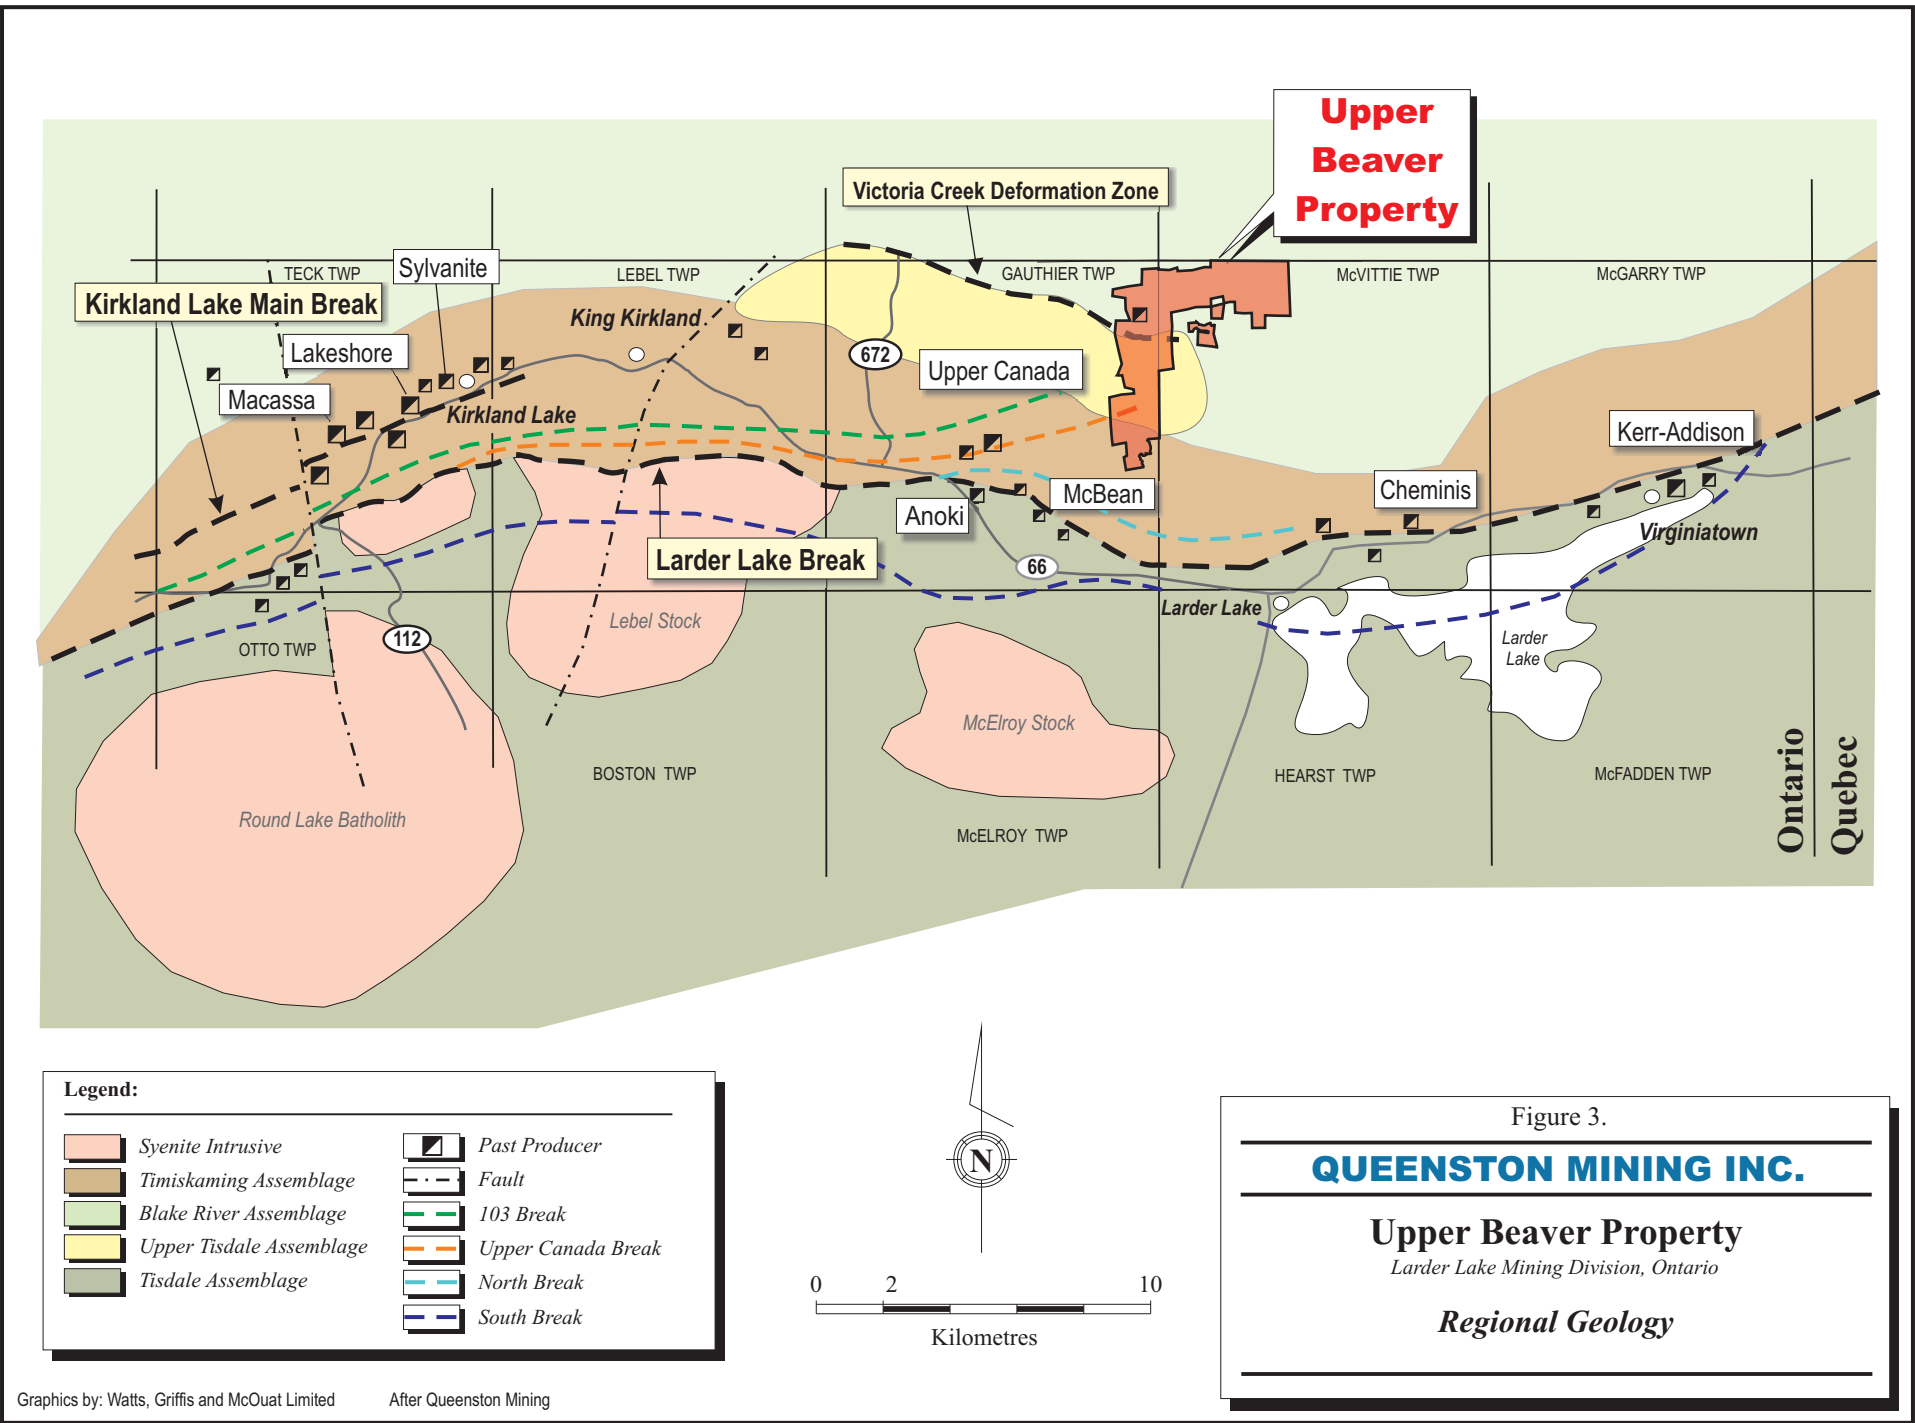 Upper
Beaver
Property
Victoria Creek Deformation Zone
TECK TWP
Sylvanite
LEBEL TWP
GAUTHIER TWP
McVITTIE TWP
McGARRY TWP
Kirkland Lake Main Break
King Kirkland
Lakeshore
672
Upper Canada
Macassa
Kirkland Lake
Kerr-Addison
McBean
Cheminis
Anoki
Virginiatown
Larder Lake Break
66
Larder Lake
Lebel Stock
112
OTTO TWP
Larder
Lake
McElroy Stock
Ontario
Quebec
BOSTON TWP
HEARST TWP
McFADDEN TWP
Round Lake Batholith
McELROY TWP
Legend:
Syenite Intrusive
Timiskaming Assemblage
Blake River Assemblage
Upper Tisdale Assemblage
Tisdale Assemblage
Past Producer
Fault
103 Break
Upper Canada Break
North Break
South Break
N
0 2 10
Kilometres
Figure 3.
QUEENSTON MINING INC.
Upper Beaver Property
Larder Lake Mining Division, Ontario
Regional Geology
Graphics by: Watts, Griffis and McOuat Limited After Queenston Mining